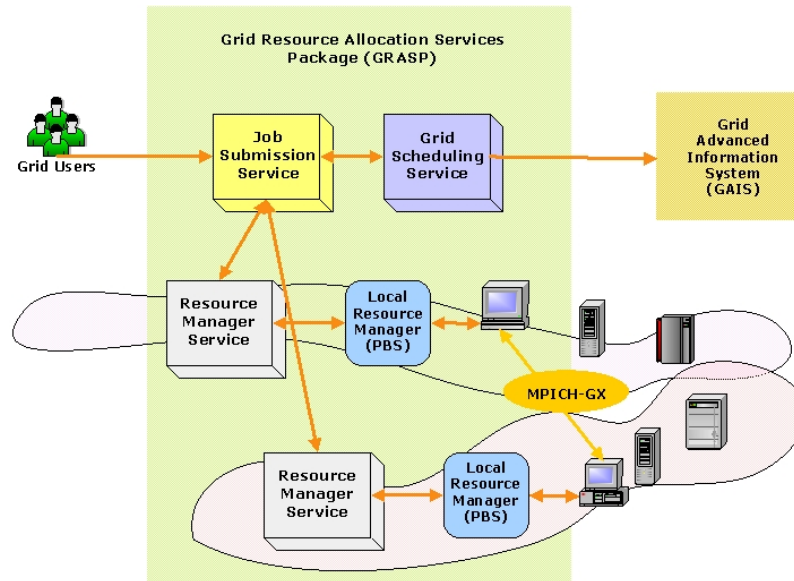 Grid Resource Allocation Services
Package (GRASP)
Grid Users
Job
Submission
Service
Grid
Scheduling
Service
Grid
Advanced
Information
System
(GAIS)
Resource
Manager
Service
Local
Resource
Manager
(PBS)
MPICH-GX
Resource
Manager
Service
Local
Resource
Manager
(PBS)